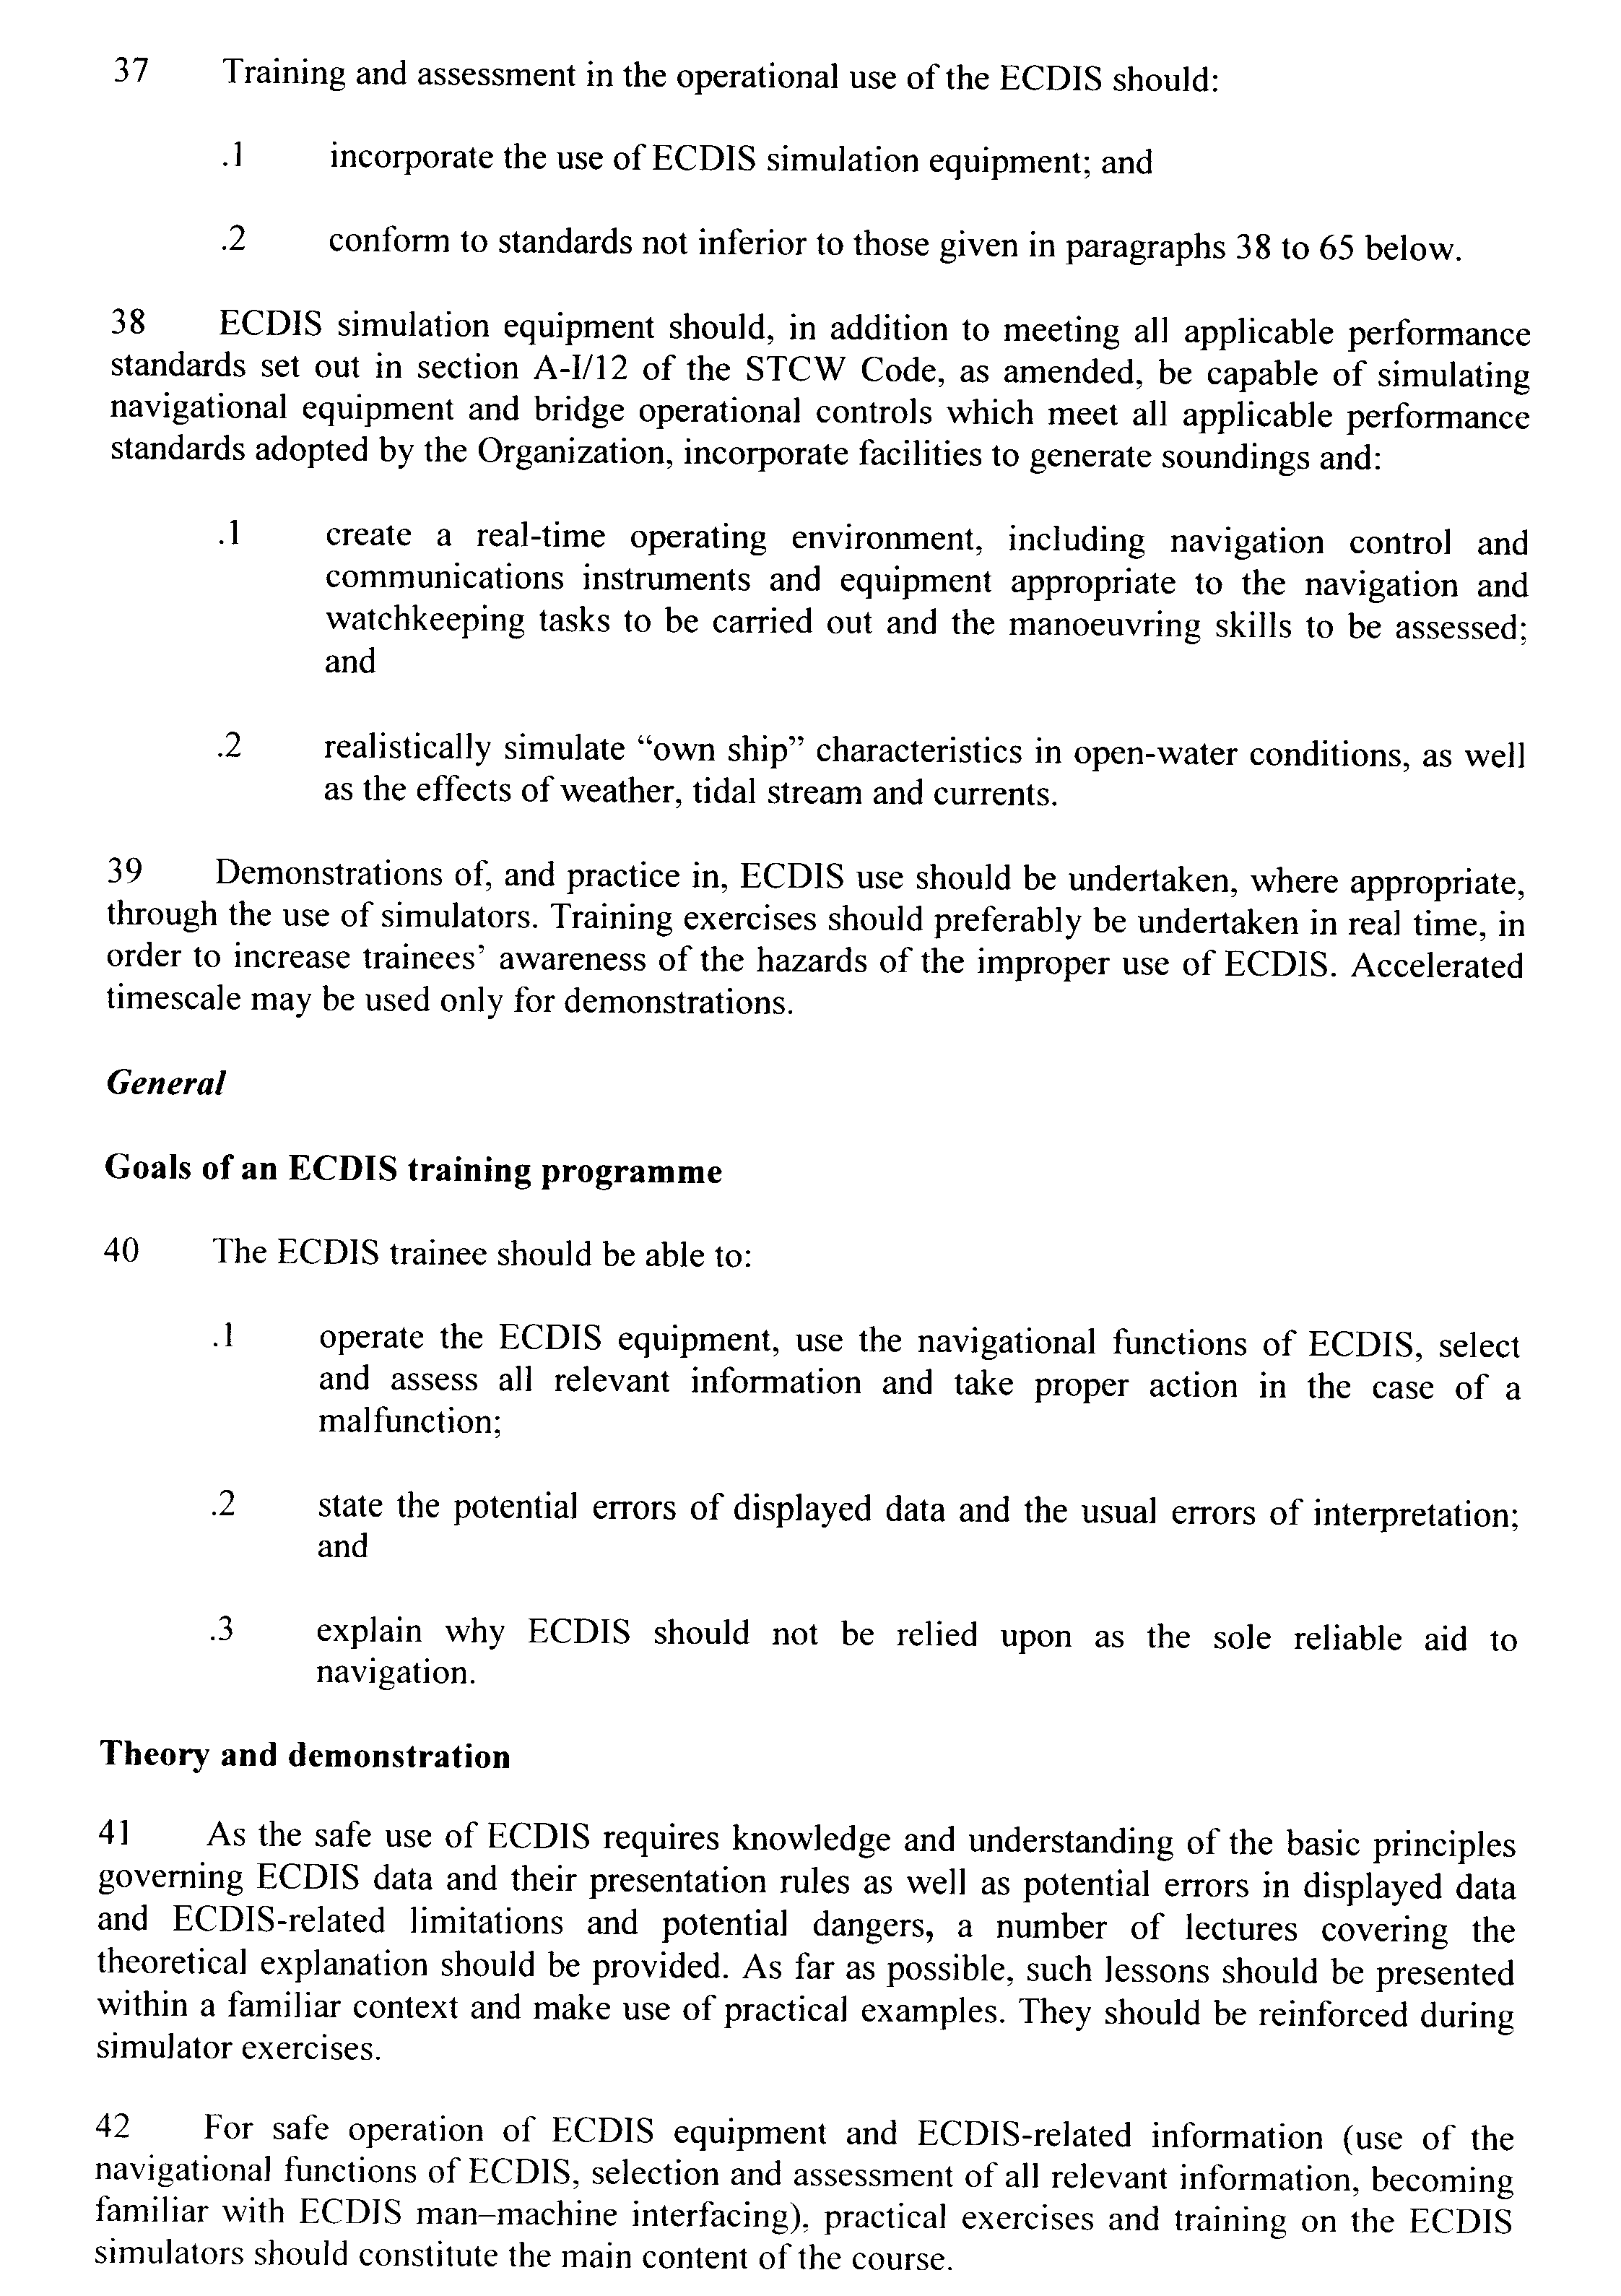 37 Training and assessment in the operational use of the ECDIS should:
.1 incorporate the use of ECDIS simulation equipment; and
.2 conform to standards not inferior to those given in paragraphs 38 to 65 below.
38 ECDIS simulation equipment should, in addition to meeting all applicable performance
standards set out in section A-I/12 of the STCW Code, as amended, be capable of simulating
navigational equipment and bridge operational controls which meet all applicable performance
standards adopted by the Organization, incorporate facilities to generate soundings and:
.1 create a real-time operating environment, including navigation control and
communications instruments and equipment appropriate to the navigation and
watchkeeping tasks to be carried out and the manoeuvring skills to be assessed;
and
.2 realistically simulate “own ship” characteristics in open-water conditions, as well
as the effects of weather, tidal stream and currents.
39 Demonstrations of, and practice in, ECDIS use should be undertaken, where appropriate,
through the use of simulators. Training exercises should preferably be undertaken in real time, in
order to increase trainees’ awareness of the hazards of the improper use of ECDIS. Accelerated
timescale may be used only for demonstrations.
General
Goals of an ECDIS training programme
40 The ECDIS trainee should be able to:
.1 operate the ECDIS equipment, use the navigational functions of ECDIS, select
and assess all relevant information and take proper action in the case of a
malfunction;
.2 state the potential errors of displayed data and the usual errors of interpretation;
and
.3 explain why ECDIS should not be relied upon as the sole reliable aid to
navigation.
Theory and demonstration
41 As the safe use of ECDIS requires knowledge and understanding of the basic principles
governing ECDIS data and their presentation rules as well as potential errors in displayed data
and ECDIS-related limitations and potential dangers, a number of lectures covering the
theoretical explanation should be provided. As far as possible, such lessons should be presented
within a familiar context and make use of practical examples. They should be reinforced during
simulator exercises.
42 For safe operation of ECDIS equipment and ECDIS-related information (use of the
navigational functions of ECDIS, selection and assessment of all relevant information, becoming
familiar with ECDIS man–machine interfacing), practical exercises and training on the ECDIS
simulators should constitute the main content of the course.